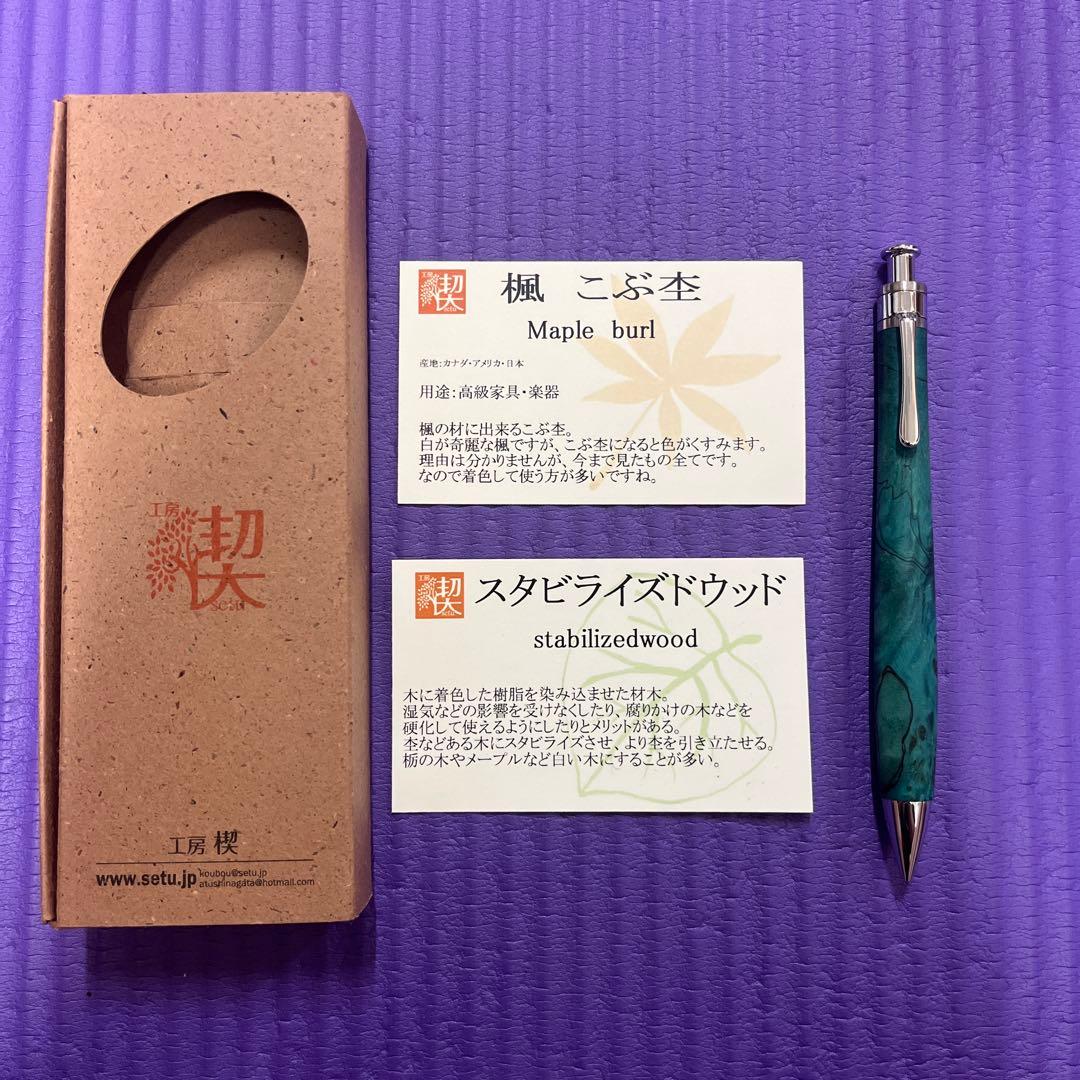 工房
楔
setu
工房 楔
www.setu.jp
koubou@setu.jp
atushinagata@hotmail.com
工房
楔
setu
楓 こぶ杢
Maple burl
産地:カナダ・アメリカ・日本
用途:高級家具・楽器
楓の材に出来るこぶ杢。
白が奇麗な楓ですが、こぶ杢になると色がくすみます。
理由は分かりませんが、今まで見たもの全てです。
なので着色して使う方が多いですね。
工房
楔
setu
スタビライズドウッド
stabilizedwood
木に着色した樹脂を染み込ませた材木。
湿気などの影響を受けなくしたり、腐りかけの木などを
硬化して使えるようにしたりとメリットがある。
杢などある木にスタビライズさせ、より杢を引き立たせる。
栃の木やメープルなど白い木にすることが多い。